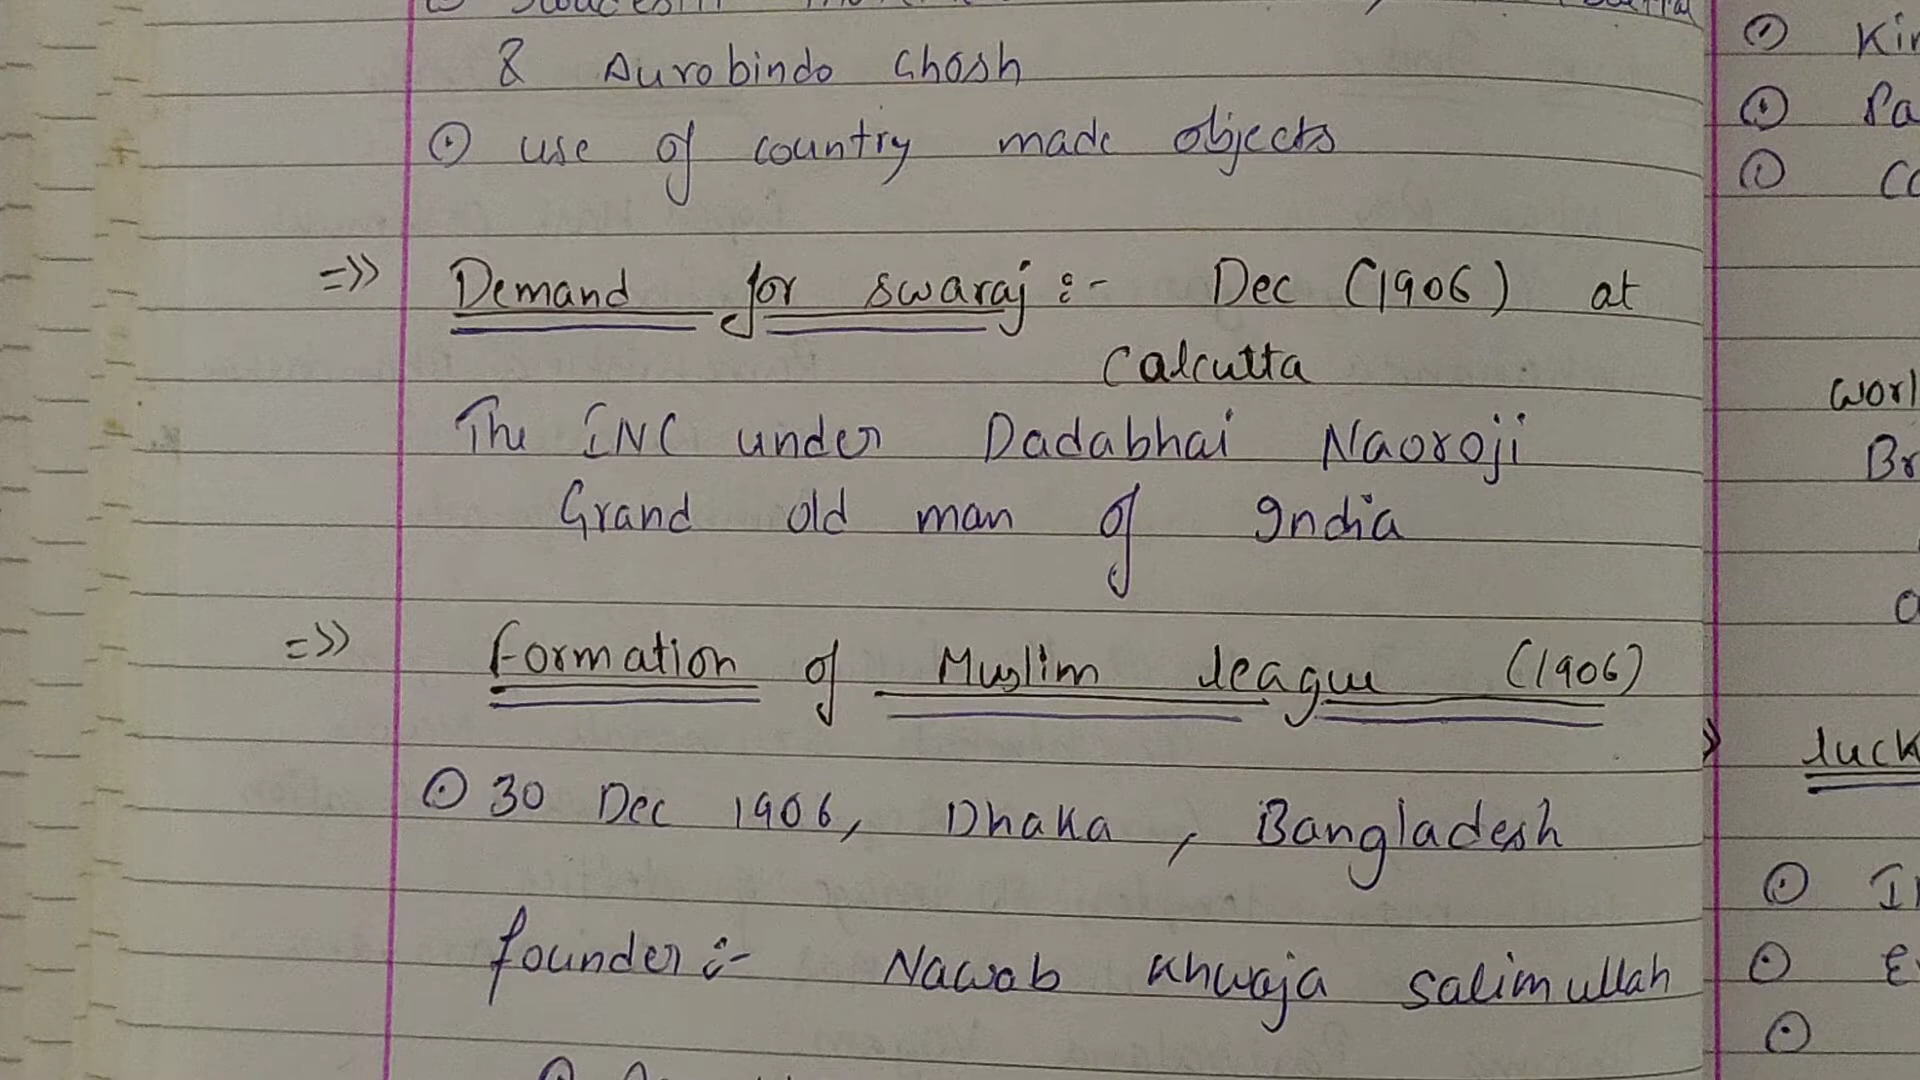 & Aurobindo Ghosh
⊙ use of country made objects
=>> Demand for swaraj :- Dec (1906) at
Calcutta
The INC under Dadabhai Naoroji
Grand old man of India
=>> Formation of Muslim league (1906)
⊙ 30 Dec 1906, Dhaka , Bangladesh
founder :- Nawab Khwaja Salimullah